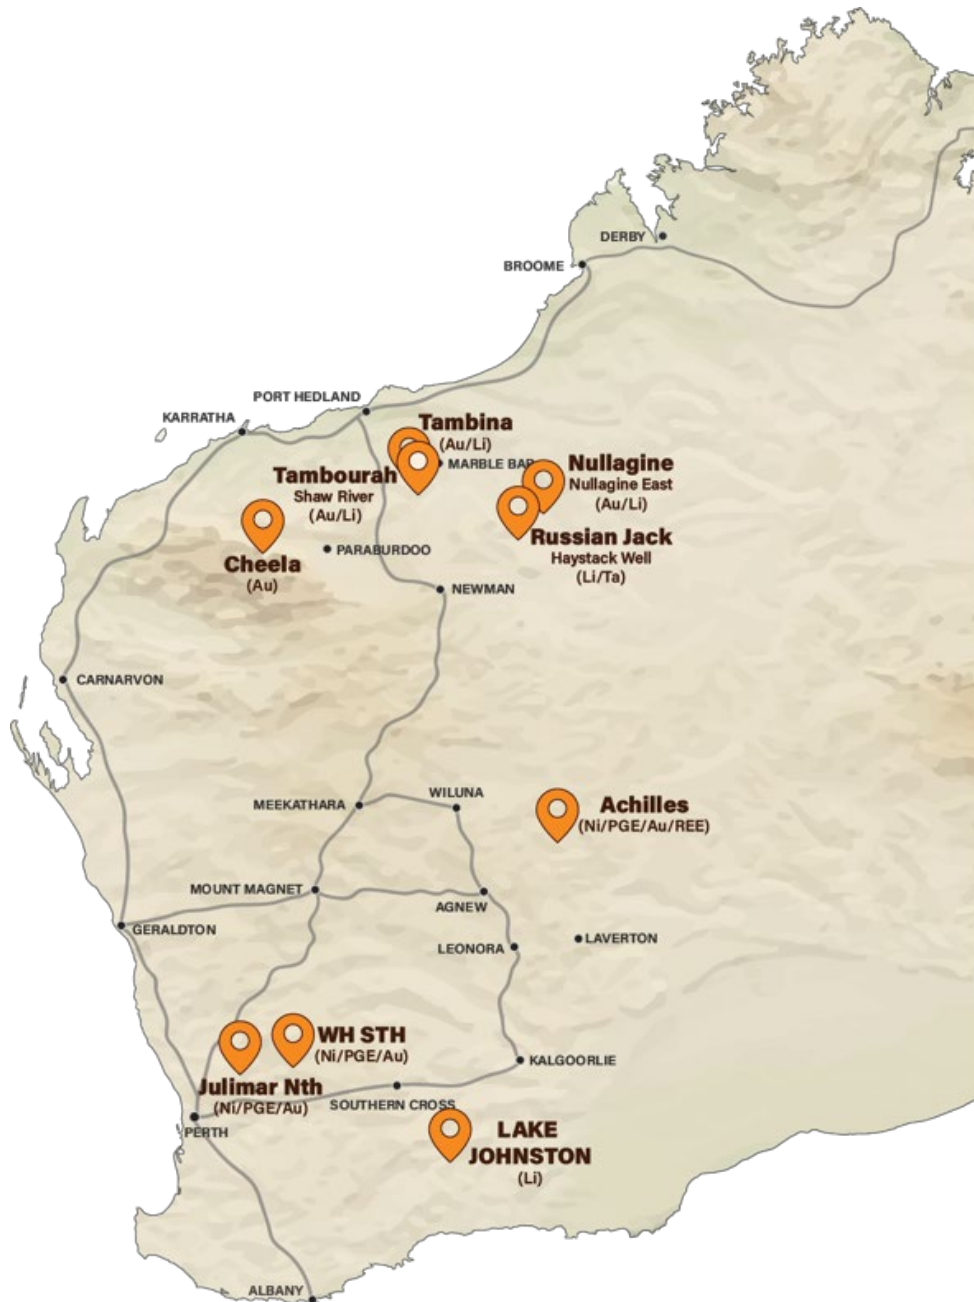 DERBY
BROOME
PORT HEDLAND
KARRATHA
Tambina
(Au/Li)
MARBLE BAR
Tambourah
Shaw River
(Au/Li)
Nullagine
Nullagine East
(Au/Li)
Russian Jack
Haystack Well
(Li/Ta)
Cheela
(Au)
PARABURDOO
NEWMAN
CARNARVON
MEEKATHARA
WILUNA
Achilles
(Ni/PGE/Au/REE)
MOUNT MAGNET
AGNEW
GERALDTON
LEONORA
LAVERTON
WH STH
(Ni/PGE/Au)
KALGOORLIE
Julimar Nth
(Ni/PGE/Au)
SOUTHERN CROSS
PERTH
LAKE
JOHNSTON
(Li)
ALBANY